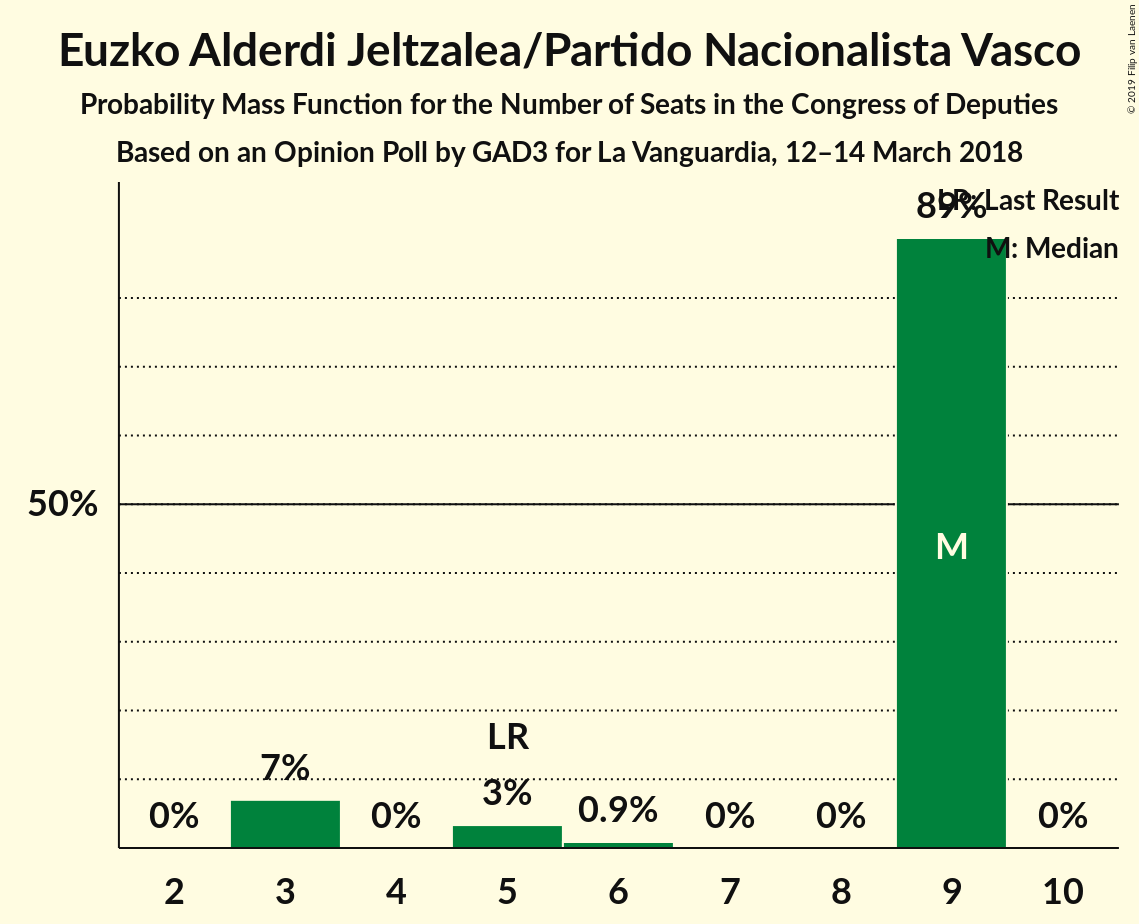 Euzko Alderdi Jeltzalea/Partido Nacionalista Vasco
Probability Mass Function for the Number of Seats in the Congress of Deputies
Based on an Opinion Poll by GAD3 for La Vanguardia, 12–14 March 2018
© 2019 Filip van Laenen
LR: Last Result
M: Median
89%
50%
M
LR
7%
3%
0%
0%
0.9%
0%
0%
0%
2 3 4 5 6 7 8 9 10